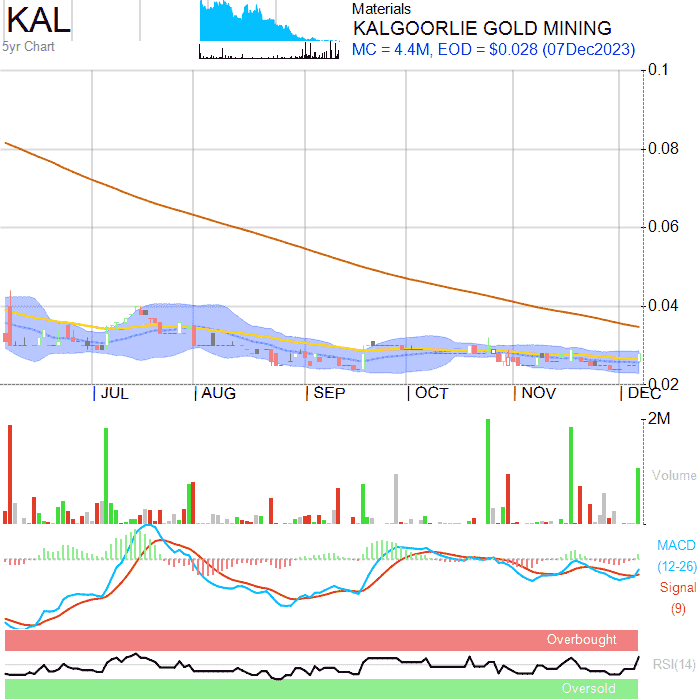 KAL
5yr Chart
Materials
KALGOORLIE GOLD MINING
MC = 4.4M, EOD = $0.028 (07Dec2023)
0.1
0.08
0.06
0.04
0.02
JUL AUG SEP OCT NOV DEC
2M
Volume
MACD
(12-26)
Signal
(9)
Overbought
RSI(14)
Oversold